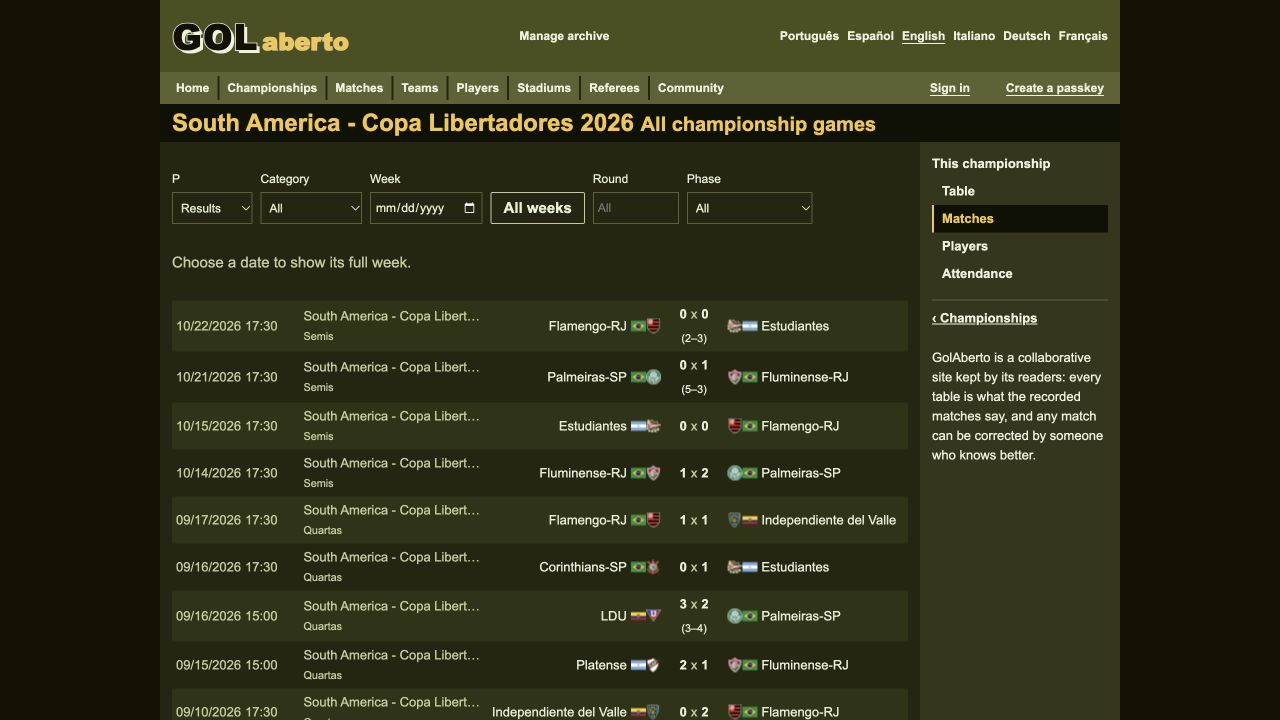 GOL aberto
Manage archive
Português Español English Italiano Deutsch Français
Home Championships Matches Teams Players Stadiums Referees Community
Sign in Create a passkey
South America - Copa Libertadores 2026 All championship games
P Category Week Round Phase
Results All mm/dd/yyyy All weeks All All
Choose a date to show its full week.
10/22/2026 17:30 South America - Copa Libert… Semis Flamengo-RJ 0 x 0 (2–3) Estudiantes
10/21/2026 17:30 South America - Copa Libert… Semis Palmeiras-SP 0 x 1 (5–3) Fluminense-RJ
10/15/2026 17:30 South America - Copa Libert… Semis Estudiantes 0 x 0 Flamengo-RJ
10/14/2026 17:30 South America - Copa Libert… Semis Fluminense-RJ 1 x 2 Palmeiras-SP
09/17/2026 17:30 South America - Copa Libert… Quartas Flamengo-RJ 1 x 1 Independiente del Valle
09/16/2026 17:30 South America - Copa Libert… Quartas Corinthians-SP 0 x 1 Estudiantes
09/16/2026 15:00 South America - Copa Libert… Quartas LDU 3 x 2 (3–4) Palmeiras-SP
09/15/2026 15:00 South America - Copa Libert… Quartas Platense 2 x 1 Fluminense-RJ
09/10/2026 17:30 South America - Copa Libert… Independiente del Valle 0 x 2 Flamengo-RJ
This championship
Table
Matches
Players
Attendance
‹ Championships
GolAberto is a collaborative
site kept by its readers: every
table is what the recorded
matches say, and any match
can be corrected by someone
who knows better.